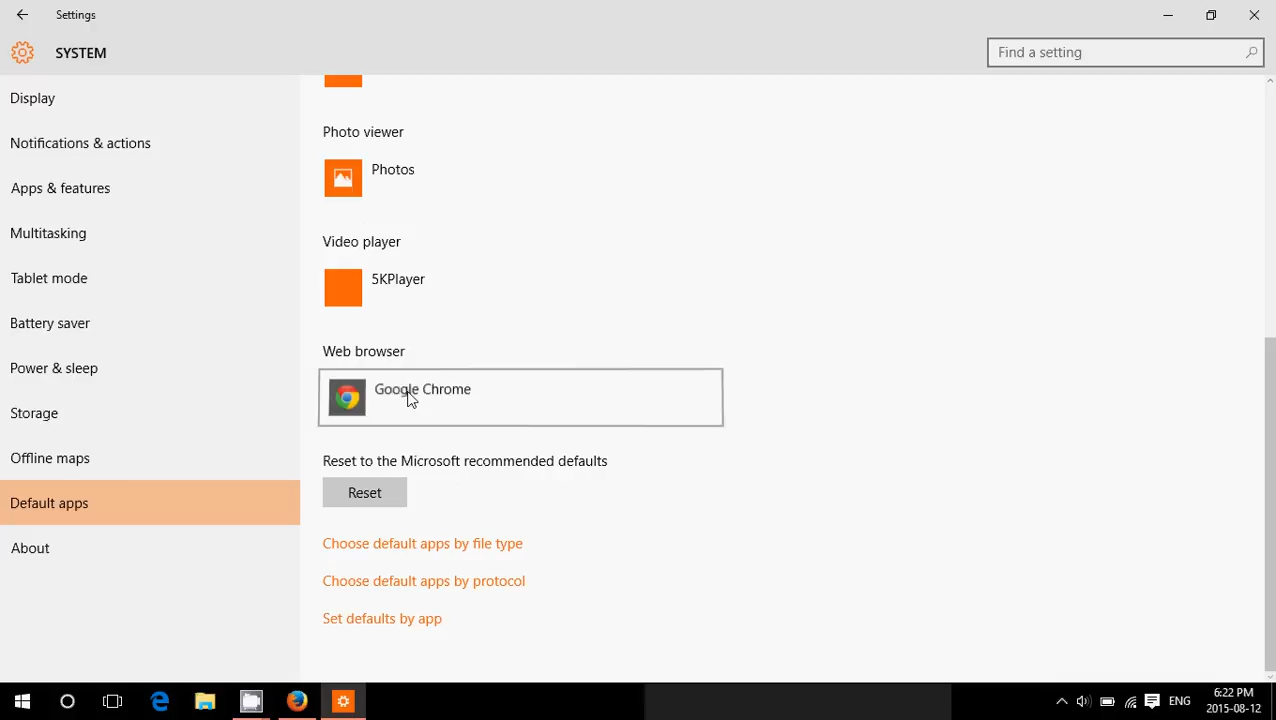 Settings
SYSTEM
Find a setting
Display
Notifications & actions
Apps & features
Multitasking
Tablet mode
Battery saver
Power & sleep
Storage
Offline maps
Default apps
About
Photo viewer
Photos
Video player
5KPlayer
Web browser
Google Chrome
Reset to the Microsoft recommended defaults
Reset
Choose default apps by file type
Choose default apps by protocol
Set defaults by app
ENG
6:22 PM
2015-08-12